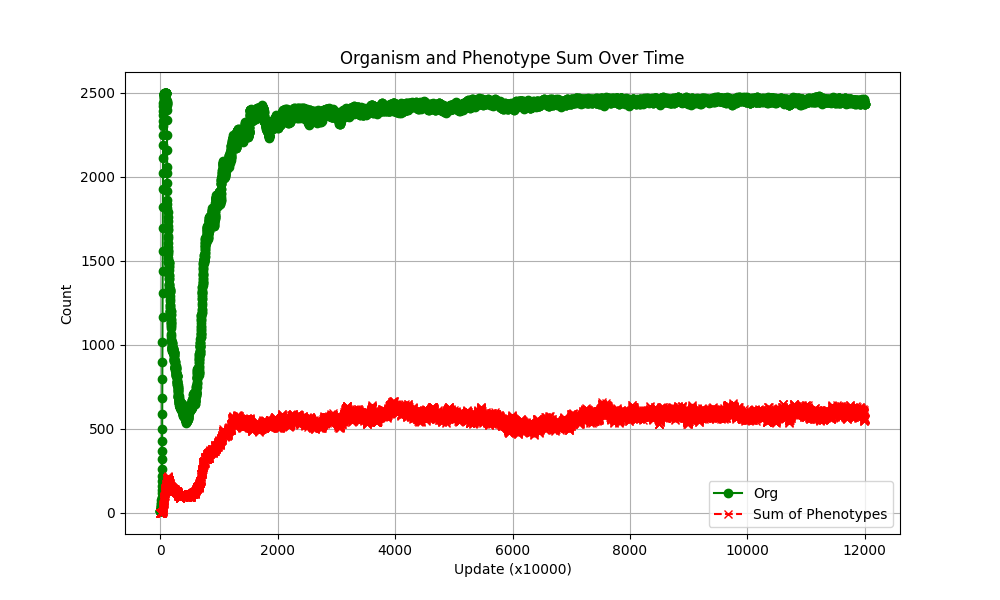 Organism and Phenotype Sum Over Time
2500
2000
1500
1000
500
0
Count
0 2000 4000 6000 8000 10000 12000
Update (x10000)
Org
Sum of Phenotypes